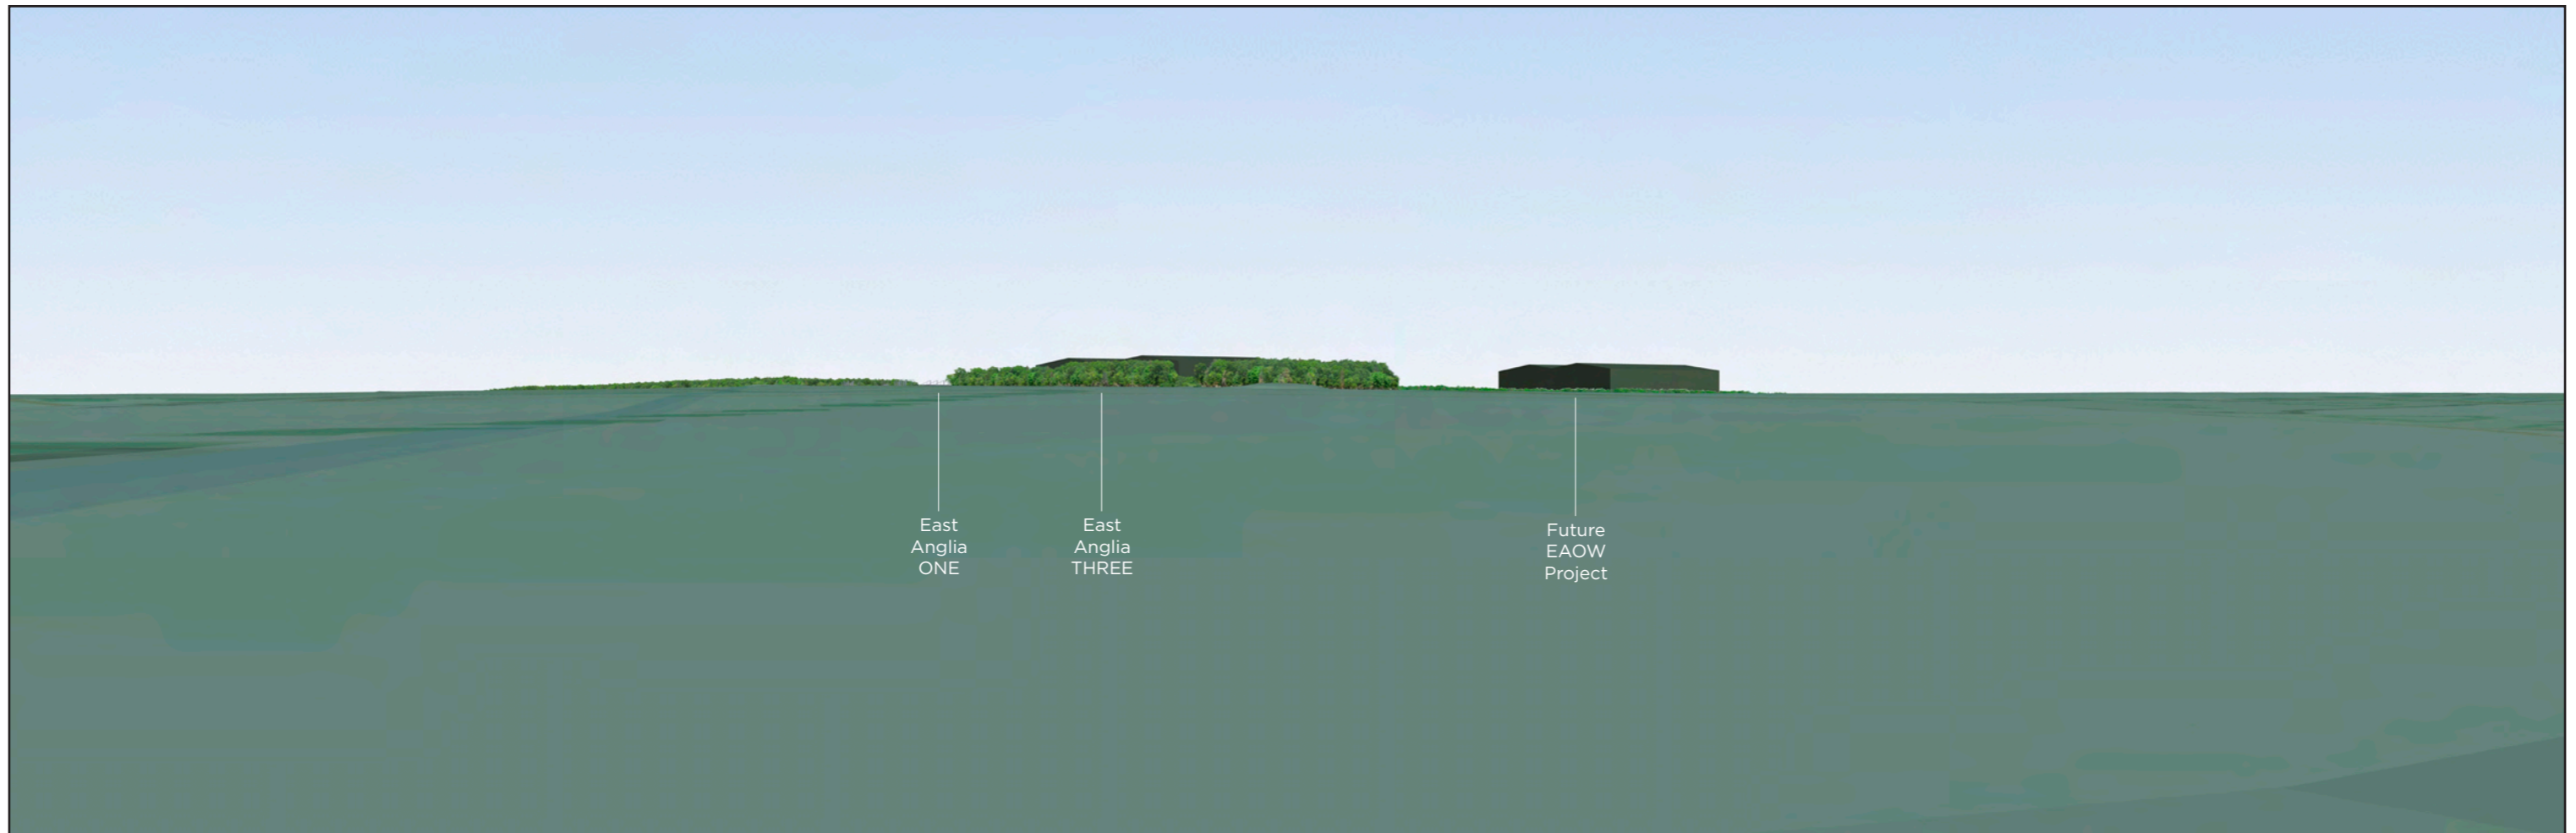 East
Anglia
ONE
East
Anglia
THREE
Future
EAOW
Project